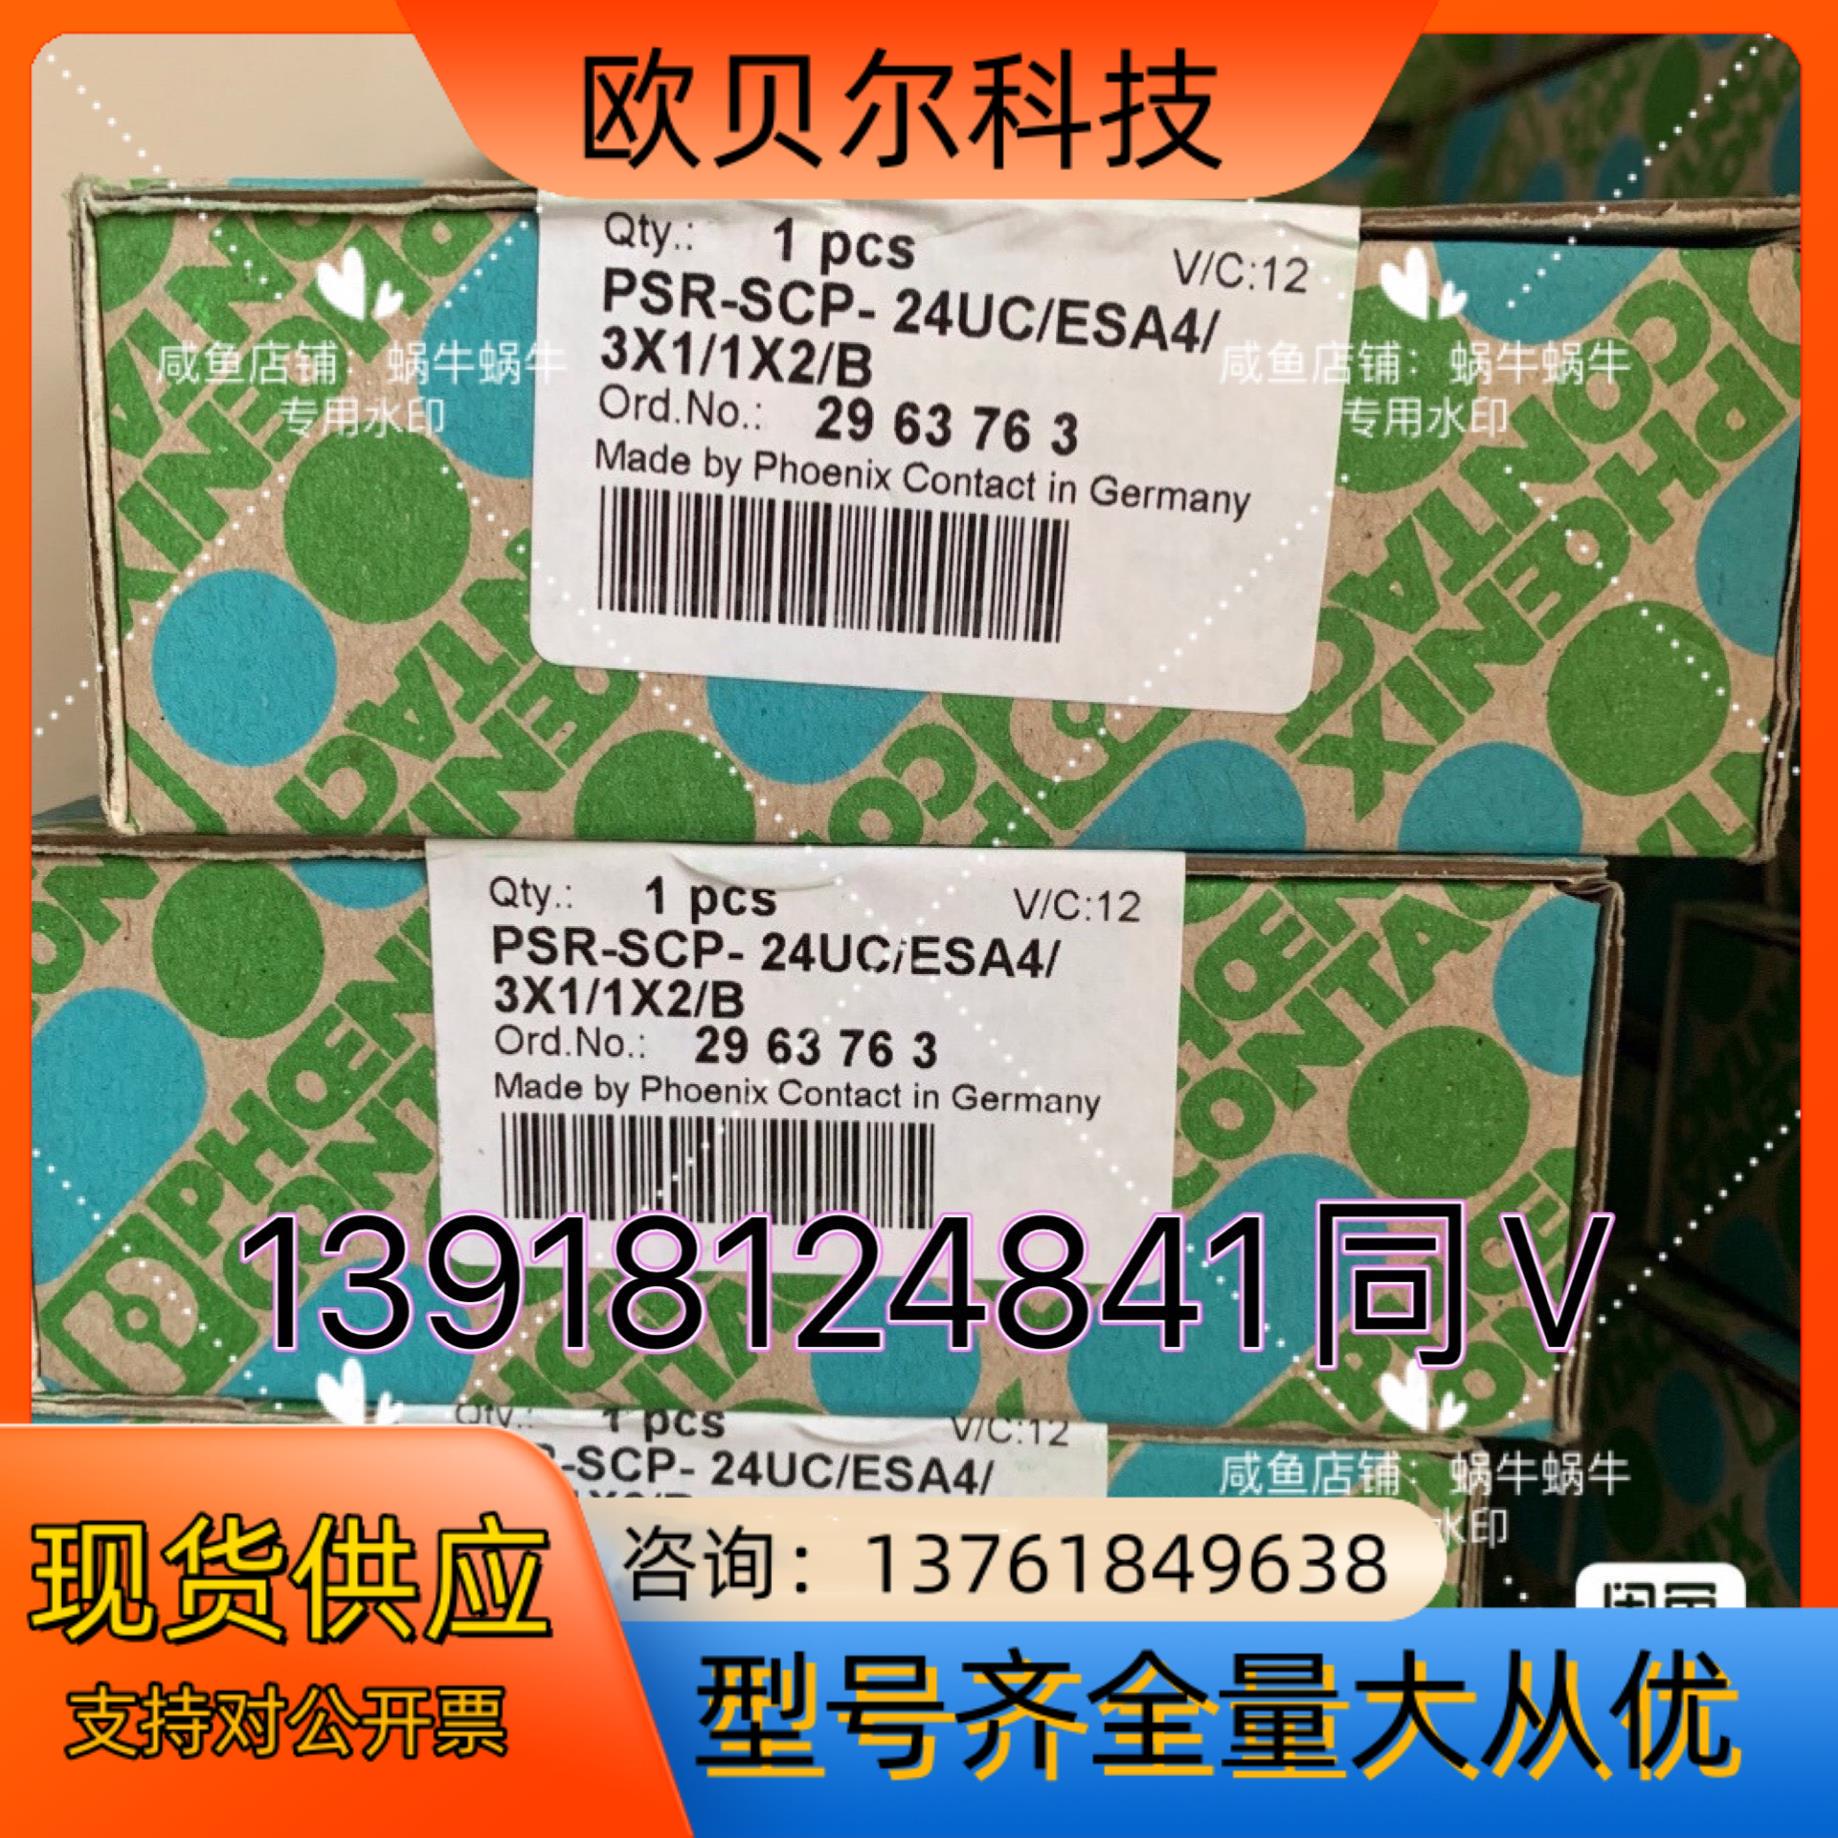 欧贝尔科技
Qty.: 1 pcs
V/C:12
PSR-SCP- 24UC/ESA4/
3X1/1X2/B
Ord.No.: 29 63 76 3
Made by Phoenix Contact in Germany
咸鱼店铺：蜗牛蜗牛
专用水印
咸鱼店铺：蜗牛蜗牛
专用水印
PHOENIX
CONTAC
Qty.: 1 pcs
V/C:12
PSR-SCP- 24UC/ESA4/
3X1/1X2/B
Ord.No.: 29 63 76 3
Made by Phoenix Contact in Germany
13918124841同V
Qty.: 1 pcs
V/C:12
-SCP- 24UC/ESA4/
咸鱼店铺：蜗牛蜗牛
水印
现货供应
支持对公开票
咨询：13761849638
型号齐全量大从优